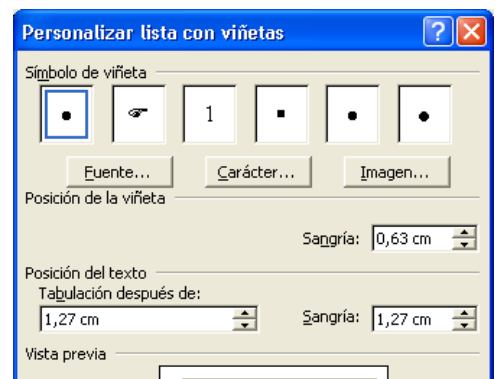 Personalizar lista con viñetas
Símbolo de viñeta
1
Fuente... Carácter... Imagen...
Posición de la viñeta
Sangría: 0,63 cm
Posición del texto
Tabulación después de:
1,27 cm Sangría: 1,27 cm
Vista previa